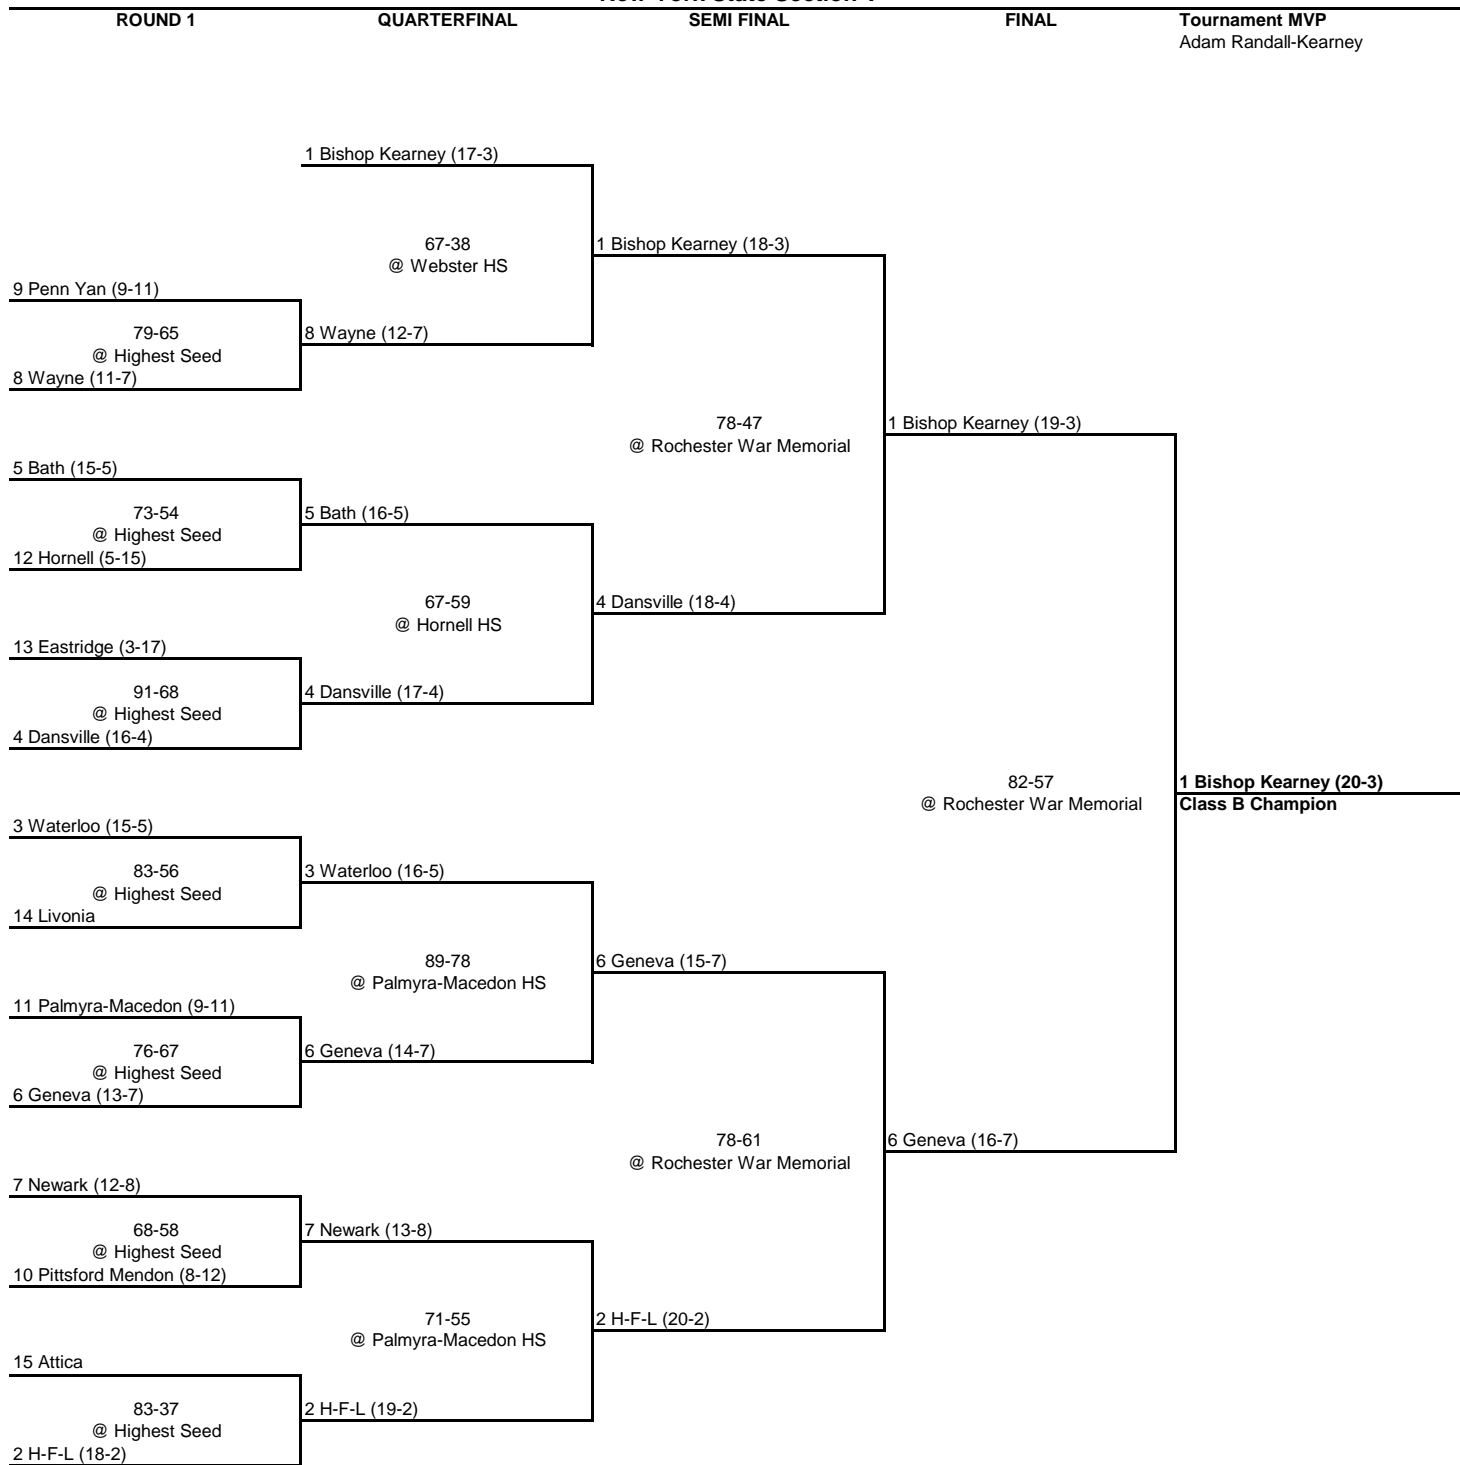 ROUND 1 QUARTERFINAL SEMI FINAL FINAL Tournament MVP
Adam Randall-Kearney
1 Bishop Kearney (17-3)
67-38 1 Bishop Kearney (18-3)
@ Webster HS
9 Penn Yan (9-11)
79-65 8 Wayne (12-7)
@ Highest Seed
8 Wayne (11-7)
78-47 1 Bishop Kearney (19-3)
@ Rochester War Memorial
5 Bath (15-5)
73-54 5 Bath (16-5)
@ Highest Seed
12 Hornell (5-15)
67-59 4 Dansville (18-4)
@ Hornell HS
13 Eastridge (3-17)
91-68 4 Dansville (17-4)
@ Highest Seed
4 Dansville (16-4)
82-57 1 Bishop Kearney (20-3)
@ Rochester War Memorial Class B Champion
3 Waterloo (15-5)
83-56 3 Waterloo (16-5)
@ Highest Seed
14 Livonia
89-78 6 Geneva (15-7)
@ Palmyra-Macedon HS
11 Palmyra-Macedon (9-11)
76-67 6 Geneva (14-7)
@ Highest Seed
6 Geneva (13-7)
78-61 6 Geneva (16-7)
@ Rochester War Memorial
7 Newark (12-8)
68-58 7 Newark (13-8)
@ Highest Seed
10 Pittsford Mendon (8-12)
71-55 2 H-F-L (20-2)
@ Palmyra-Macedon HS
15 Attica
83-37 2 H-F-L (19-2)
@ Highest Seed
2 H-F-L (18-2)